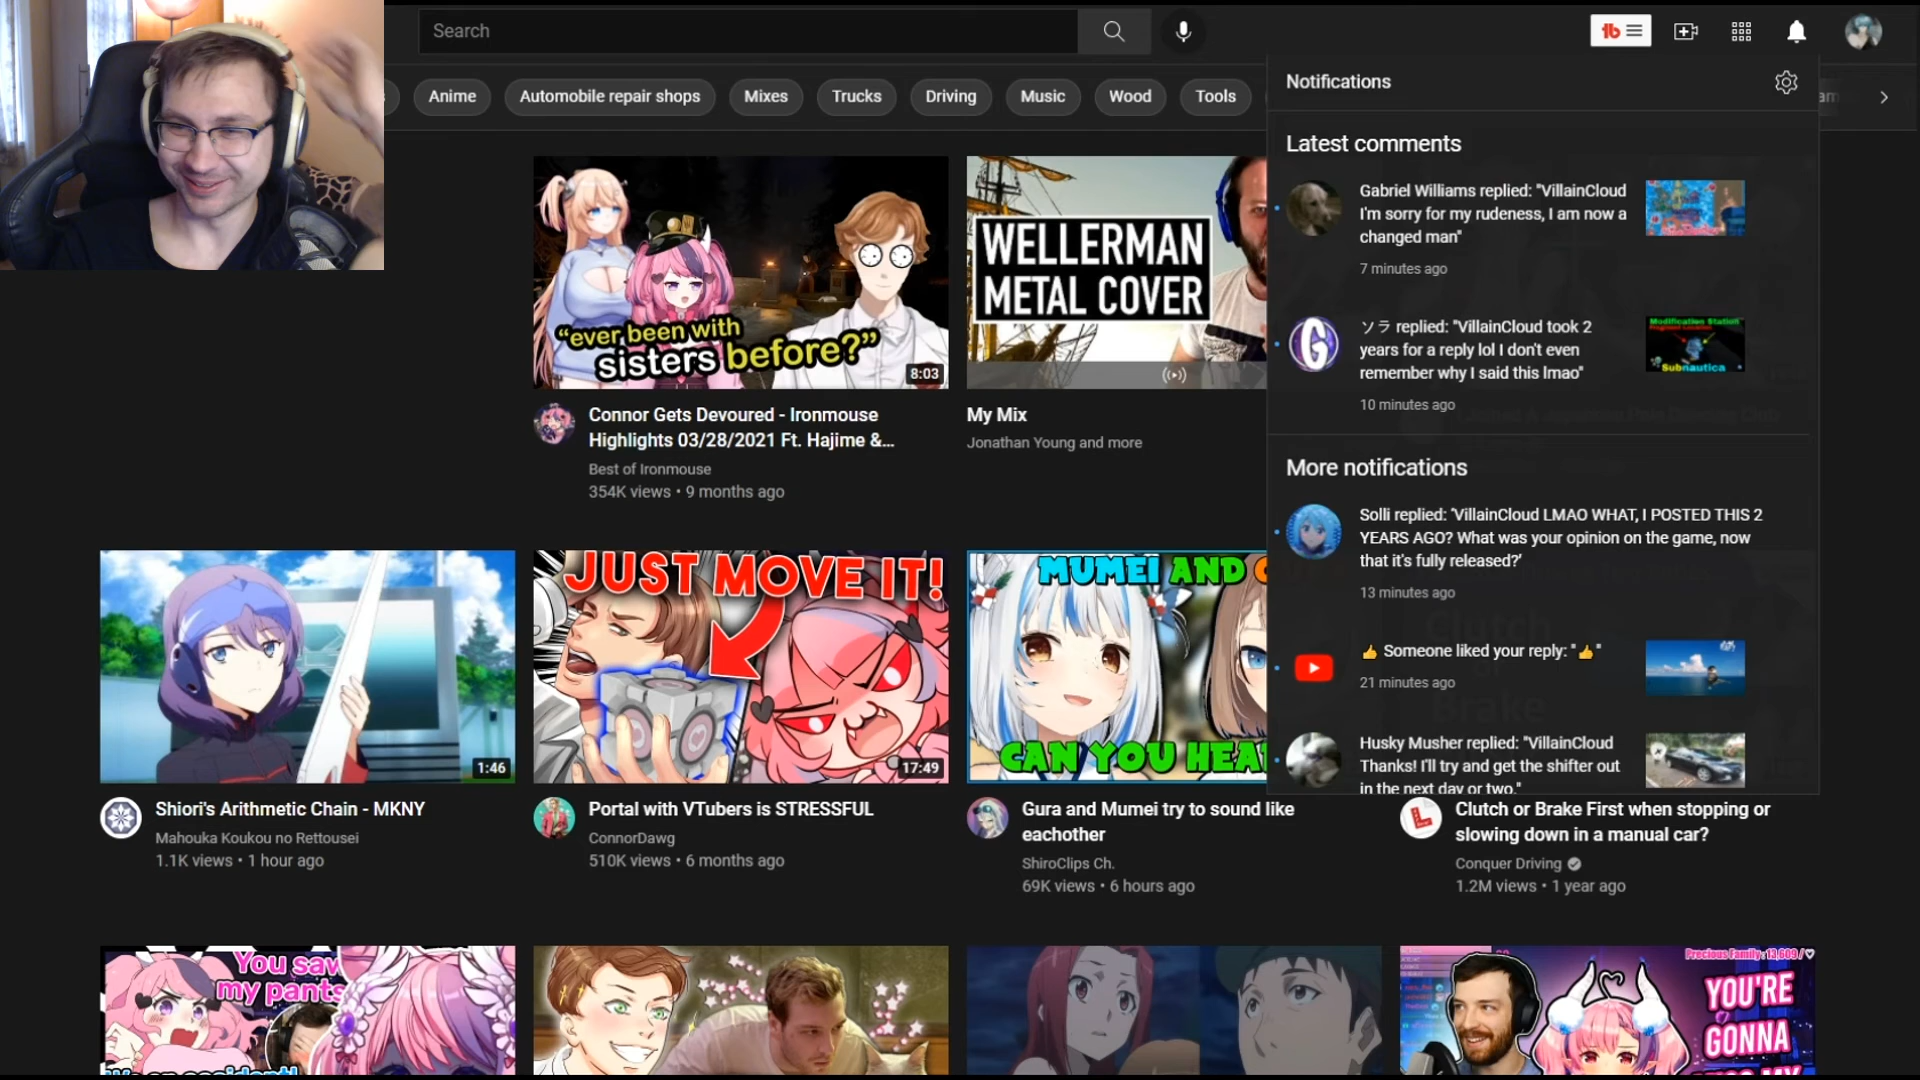 Search
Anime
Automobile repair shops
Mixes
Trucks
Driving
Music
Wood
Tools
Notifications
Latest comments
Gabriel Williams replied: "VillainCloud
I'm sorry for my rudeness, I am now a
changed man"
7 minutes ago
ソラ replied: "VillainCloud took 2
years for a reply lol I don't even
remember why I said this lmao"
10 minutes ago
Modification Station
Subnautica
More notifications
Solli replied: "VillainCloud LMAO WHAT, I POSTED THIS 2
YEARS AGO? What was your opinion on the game, now
that it's fully released?"
13 minutes ago
👍 Someone liked your reply: "👍"
21 minutes ago
Husky Musher replied: "VillainCloud
Thanks! I'll try and get the shifter out
in the next day or two."
"ever been with
sisters before?"
8:03
Connor Gets Devoured - Ironmouse
Highlights 03/28/2021 Ft. Hajime &...
Best of Ironmouse
354K views • 9 months ago
WELLERMAN
METAL COVER
My Mix
Jonathan Young and more
1:46
Shiori's Arithmetic Chain - MKNY
Mahouka Koukou no Rettousei
1.1K views • 1 hour ago
JUST MOVE IT!
17:49
Portal with VTubers is STRESSFUL
ConnorDawg
510K views • 6 months ago
MUMEI AND
CAN YOU HEA
Gura and Mumei try to sound like
eachother
ShiroClips Ch.
69K views • 6 hours ago
Clutch
Brake
Clutch or Brake First when stopping or
slowing down in a manual car?
Conquer Driving
1.2M views • 1 year ago
You saw
my pants
Precious Family: 13,609 /
YOU'RE
GONNA